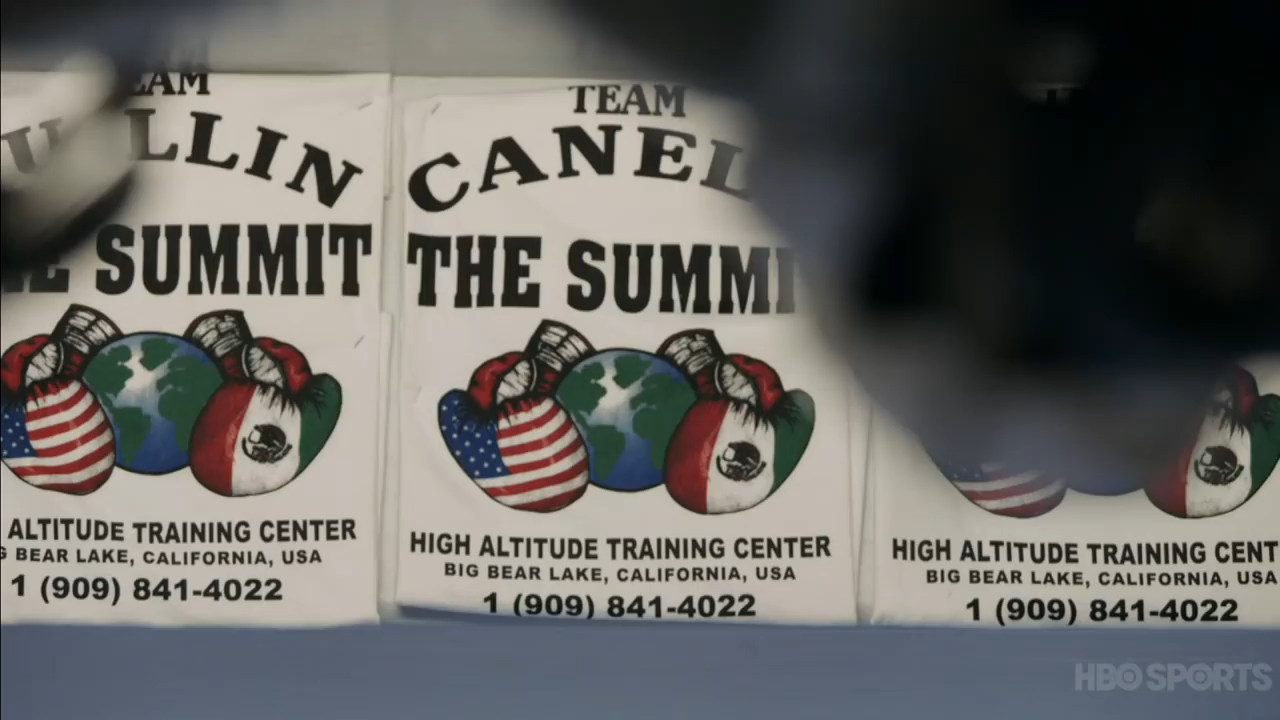 TEAM
SUMMIT
ALTITUDE TRAINING CENTER
BEAR LAKE, CALIFORNIA, USA
1 (909) 841-4022
TEAM
CANEL
THE SUMMI
HIGH ALTITUDE TRAINING CENTER
BIG BEAR LAKE, CALIFORNIA, USA
1 (909) 841-4022
HIGH ALTITUDE TRAINING CENT
BIG BEAR LAKE, CALIFORNIA, USA
1 (909) 841-4022
HBO SPORTS